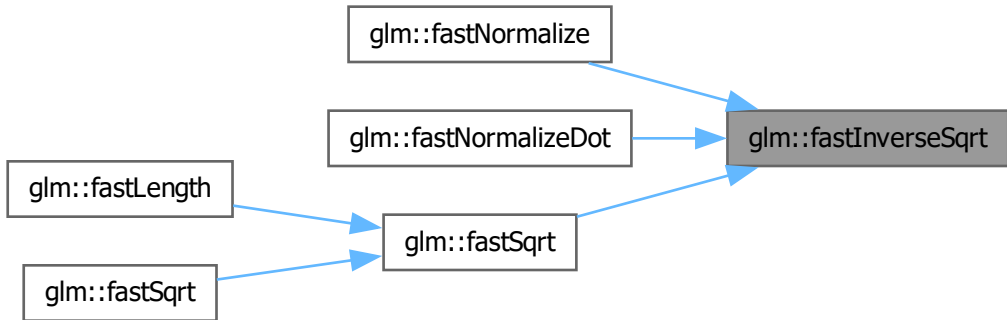 glm::fastNormalize
glm::fastNormalizeDot
glm::fastInverseSqrt
glm::fastLength
glm::fastSqrt
glm::fastSqrt